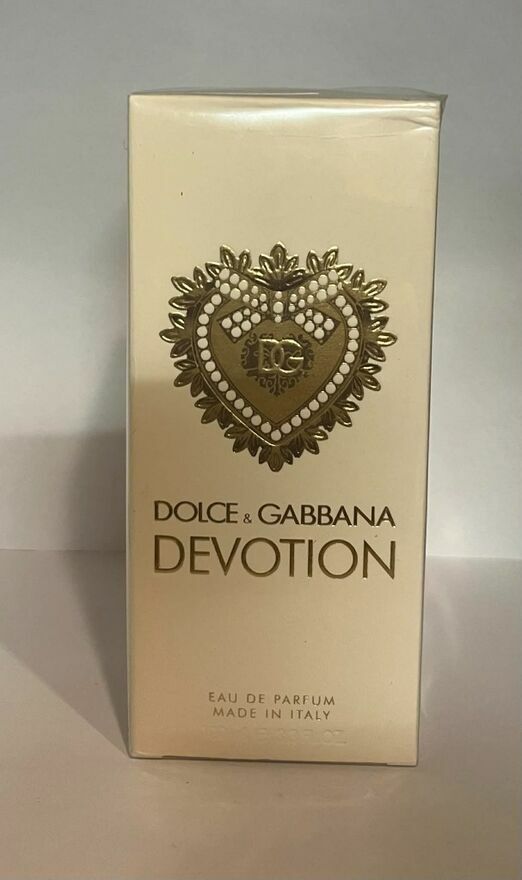 DG
DOLCE & GABBANA
DEVOTION
EAU DE PARFUM
MADE IN ITALY